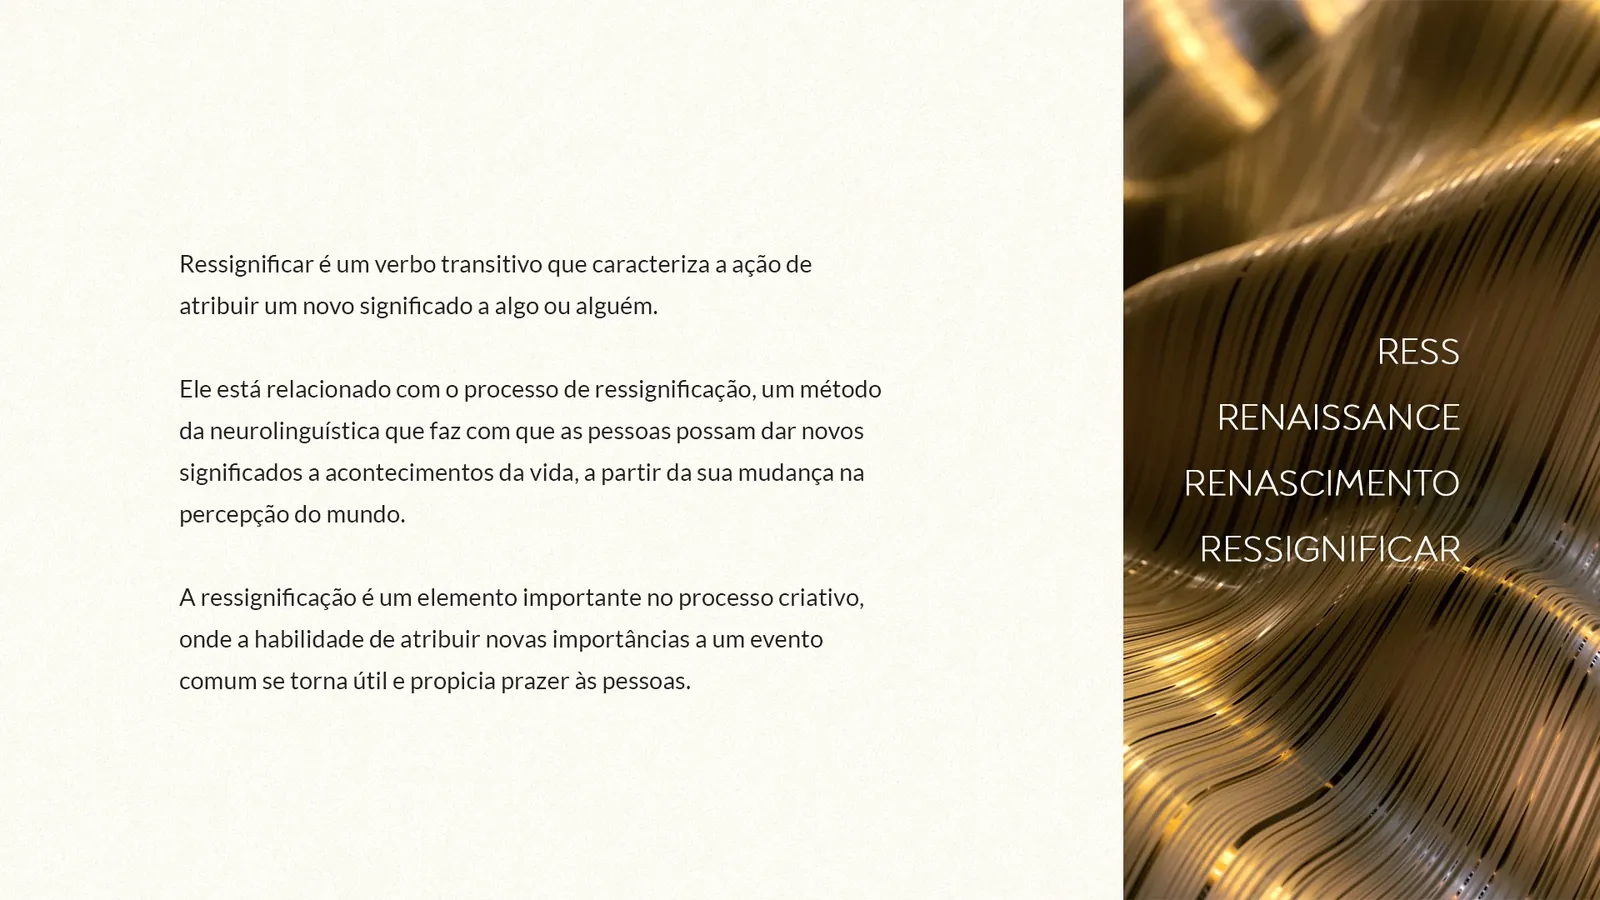 Ressignificar é um verbo transitivo que caracteriza a ação de
atribuir um novo significado a algo ou alguém.
Ele está relacionado com o processo de ressignificação, um método
da neurolinguística que faz com que as pessoas possam dar novos
significados a acontecimentos da vida, a partir da sua mudança na
percepção do mundo.
A ressignificação é um elemento importante no processo criativo,
onde a habilidade de atribuir novas importâncias a um evento
comum se torna útil e propicia prazer às pessoas.
RESS
RENAISSANCE
RENASCIMENTO
RESSIGNIFICAR